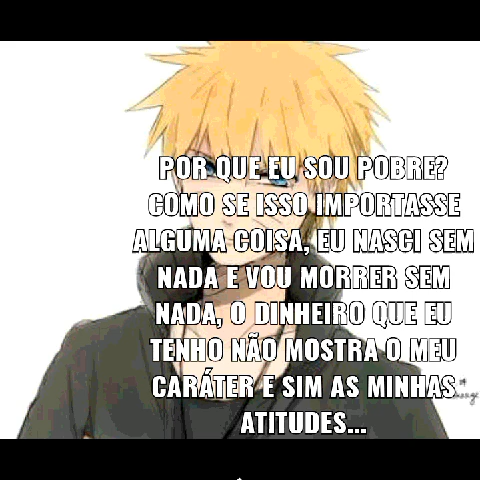 POR QUE EU SOU POBRE?
COMO SE ISSO IMPORTASSE
ALGUMA COISA, EU NASCI SEM
NADA E VOU MORRER SEM
NADA, O DINHEIRO QUE EU
TENHO NÃO MOSTRA O MEU
CARÁTER E SIM AS MINHAS
ATITUDES...